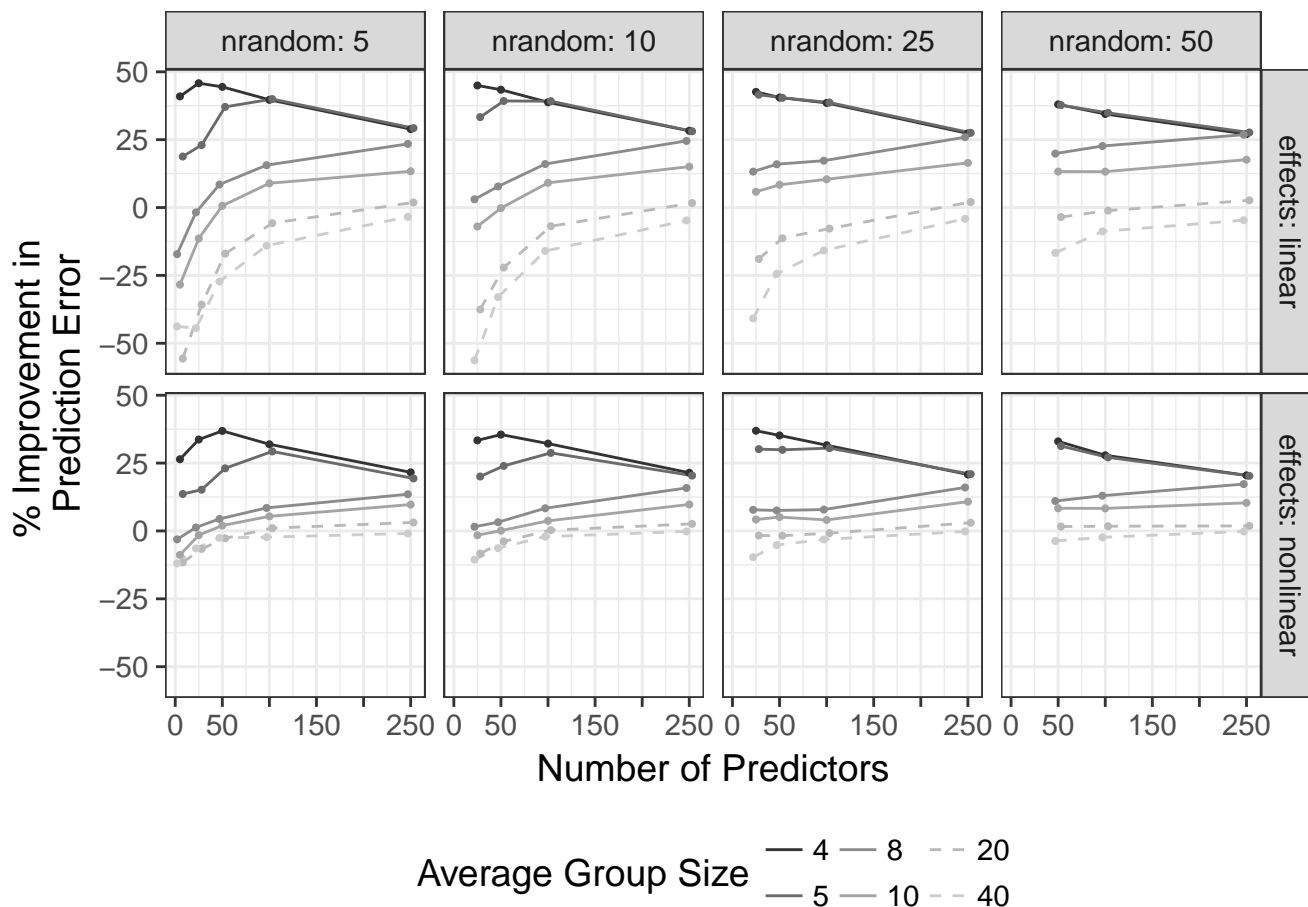 nrandom: 5 nrandom: 10 nrandom: 25 nrandom: 50
50
25
0
−25
−50
effects: linear
50
25
0
−25
−50
effects: nonlinear
% Improvement in
Prediction Error
0 50 150 250 0 50 150 250 0 50 150 250 0 50 150 250
Number of Predictors
Average Group Size
4 8 20
5 10 40